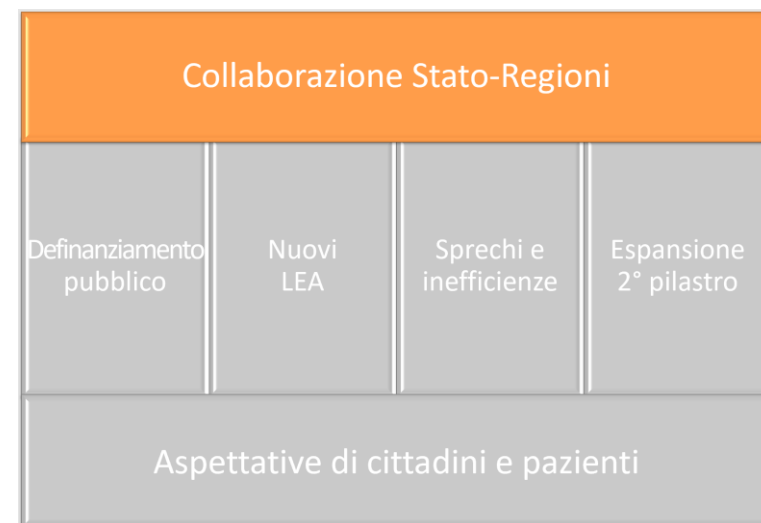 Collaborazione Stato-Regioni
Definanziamento
pubblico
Nuovi
LEA
Sprechi e
inefficienze
Espansione
2° pilastro
Aspettative di cittadini e pazienti